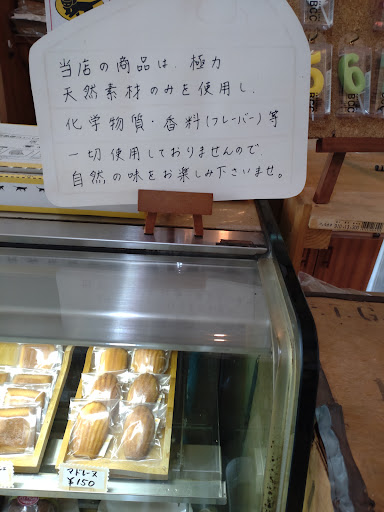 当店の商品は、極力
天然素材のみを使用し、
化学物質・香料(フレーバー)等
一切使用しておりませんので
自然の味をお楽しみ下さいませ。
マドレーヌ
¥150
BCC
5
6